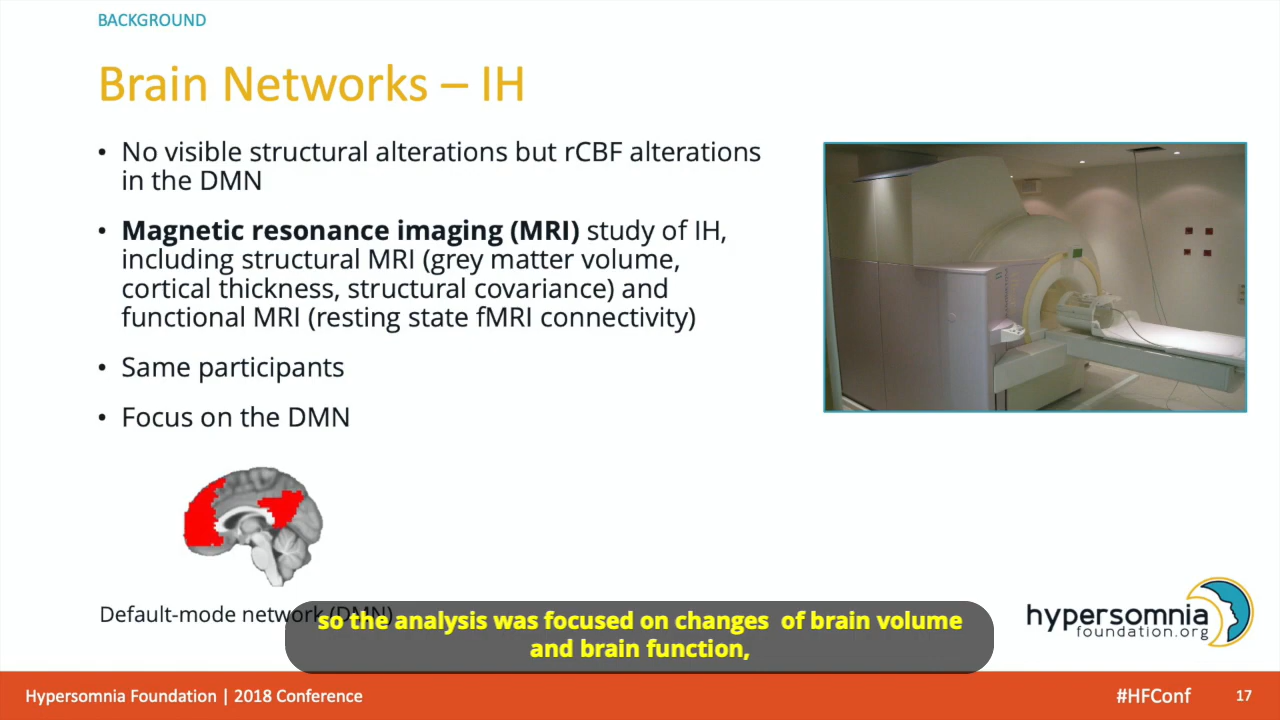 BACKGROUND
Brain Networks – IH
• No visible structural alterations but rCBF alterations
in the DMN
• Magnetic resonance imaging (MRI) study of IH,
including structural MRI (grey matter volume,
cortical thickness, structural covariance) and
functional MRI (resting state fMRI connectivity)
• Same participants
• Focus on the DMN
Default-mode network (DMN)
so the analysis was focused on changes of brain volume
and brain function,
hypersomnia
foundation.org
Hypersomnia Foundation | 2018 Conference
#HFConf
17